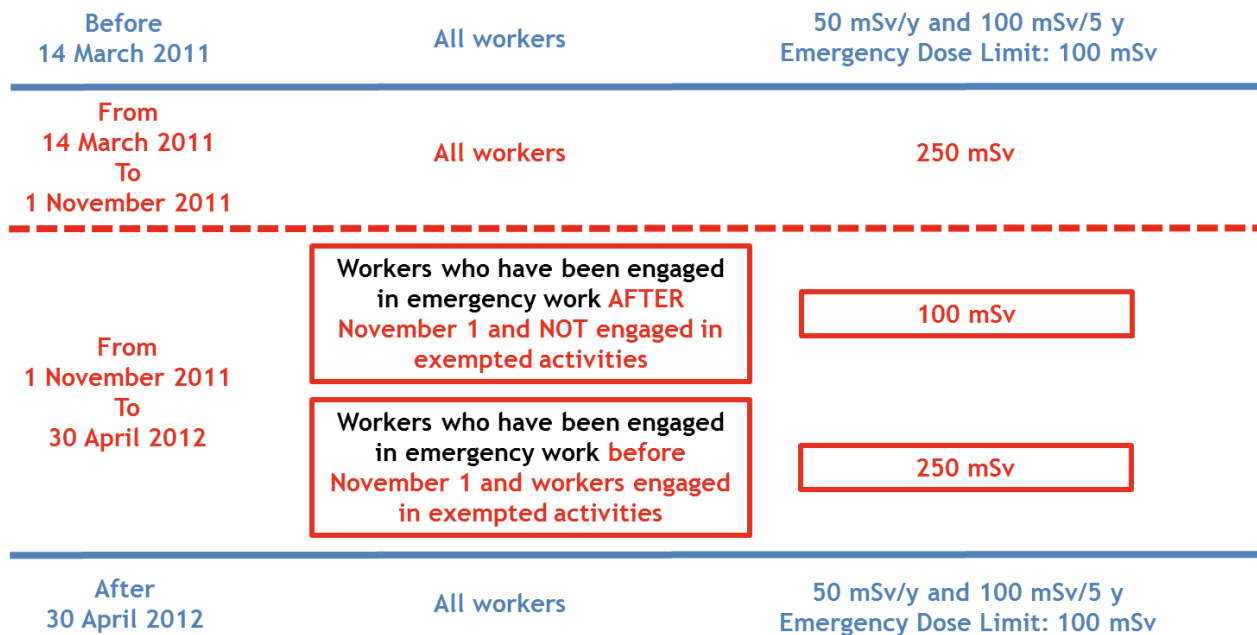 Before
14 March 2011
All workers
50 mSv/y and 100 mSv/5 y
Emergency Dose Limit: 100 mSv
From
14 March 2011
To
1 November 2011
All workers
250 mSv
From
1 November 2011
To
30 April 2012
Workers who have been engaged
in emergency work AFTER
November 1 and NOT engaged in
exempted activities
100 mSv
Workers who have been engaged
in emergency work before
November 1 and workers engaged
in exempted activities
250 mSv
After
30 April 2012
All workers
50 mSv/y and 100 mSv/5 y
Emergency Dose Limit: 100 mSv